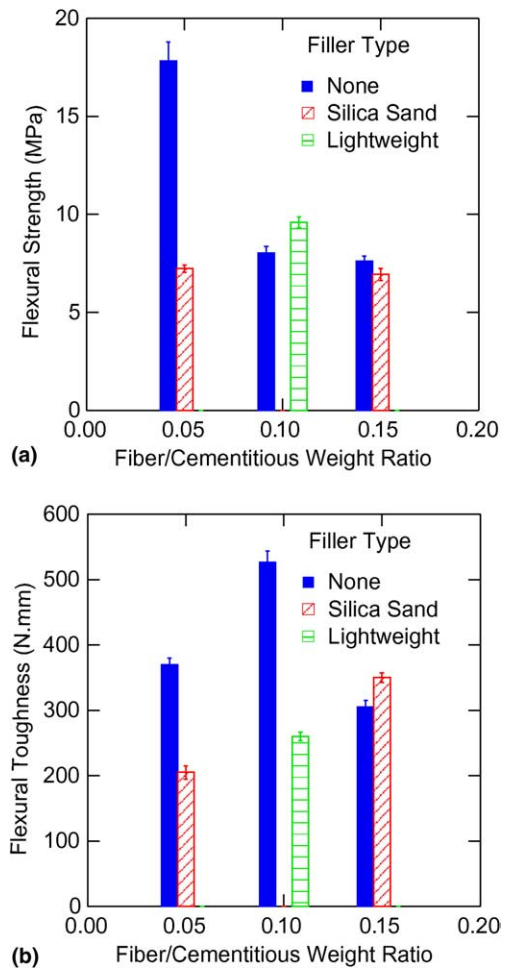 20
Filler Type
None
15
Silica Sand
Lightweight
Flexural Strength (MPa)
10
5
0
0.00 0.05 0.10 0.15 0.20
(a) Fiber/Cementitious Weight Ratio
600
Filler Type
500
None
Silica Sand
400
Lightweight
Flexural Toughness (N.mm)
300
200
100
0
0.00 0.05 0.10 0.15 0.20
(b) Fiber/Cementitious Weight Ratio